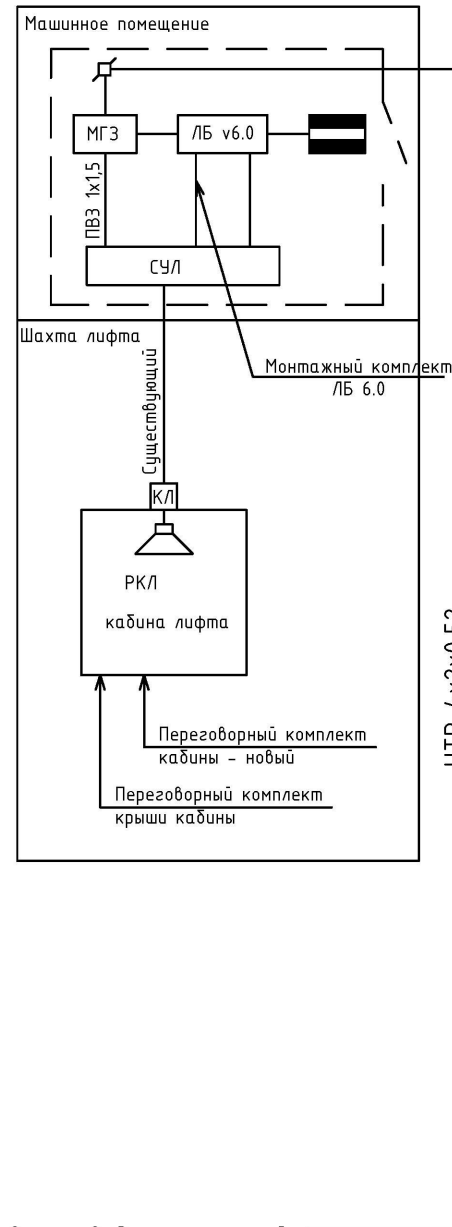 Машинное помещение
МГЗ
ЛБ v6.0
ПВЗ 1х1,5
СУЛ
Шахта лифта
Существующий
Монтажный комплект
ЛБ 6.0
КЛ
РКЛ
кабина лифта
Переговорный комплект
кабины - новый
Переговорный комплект
крыши кабины